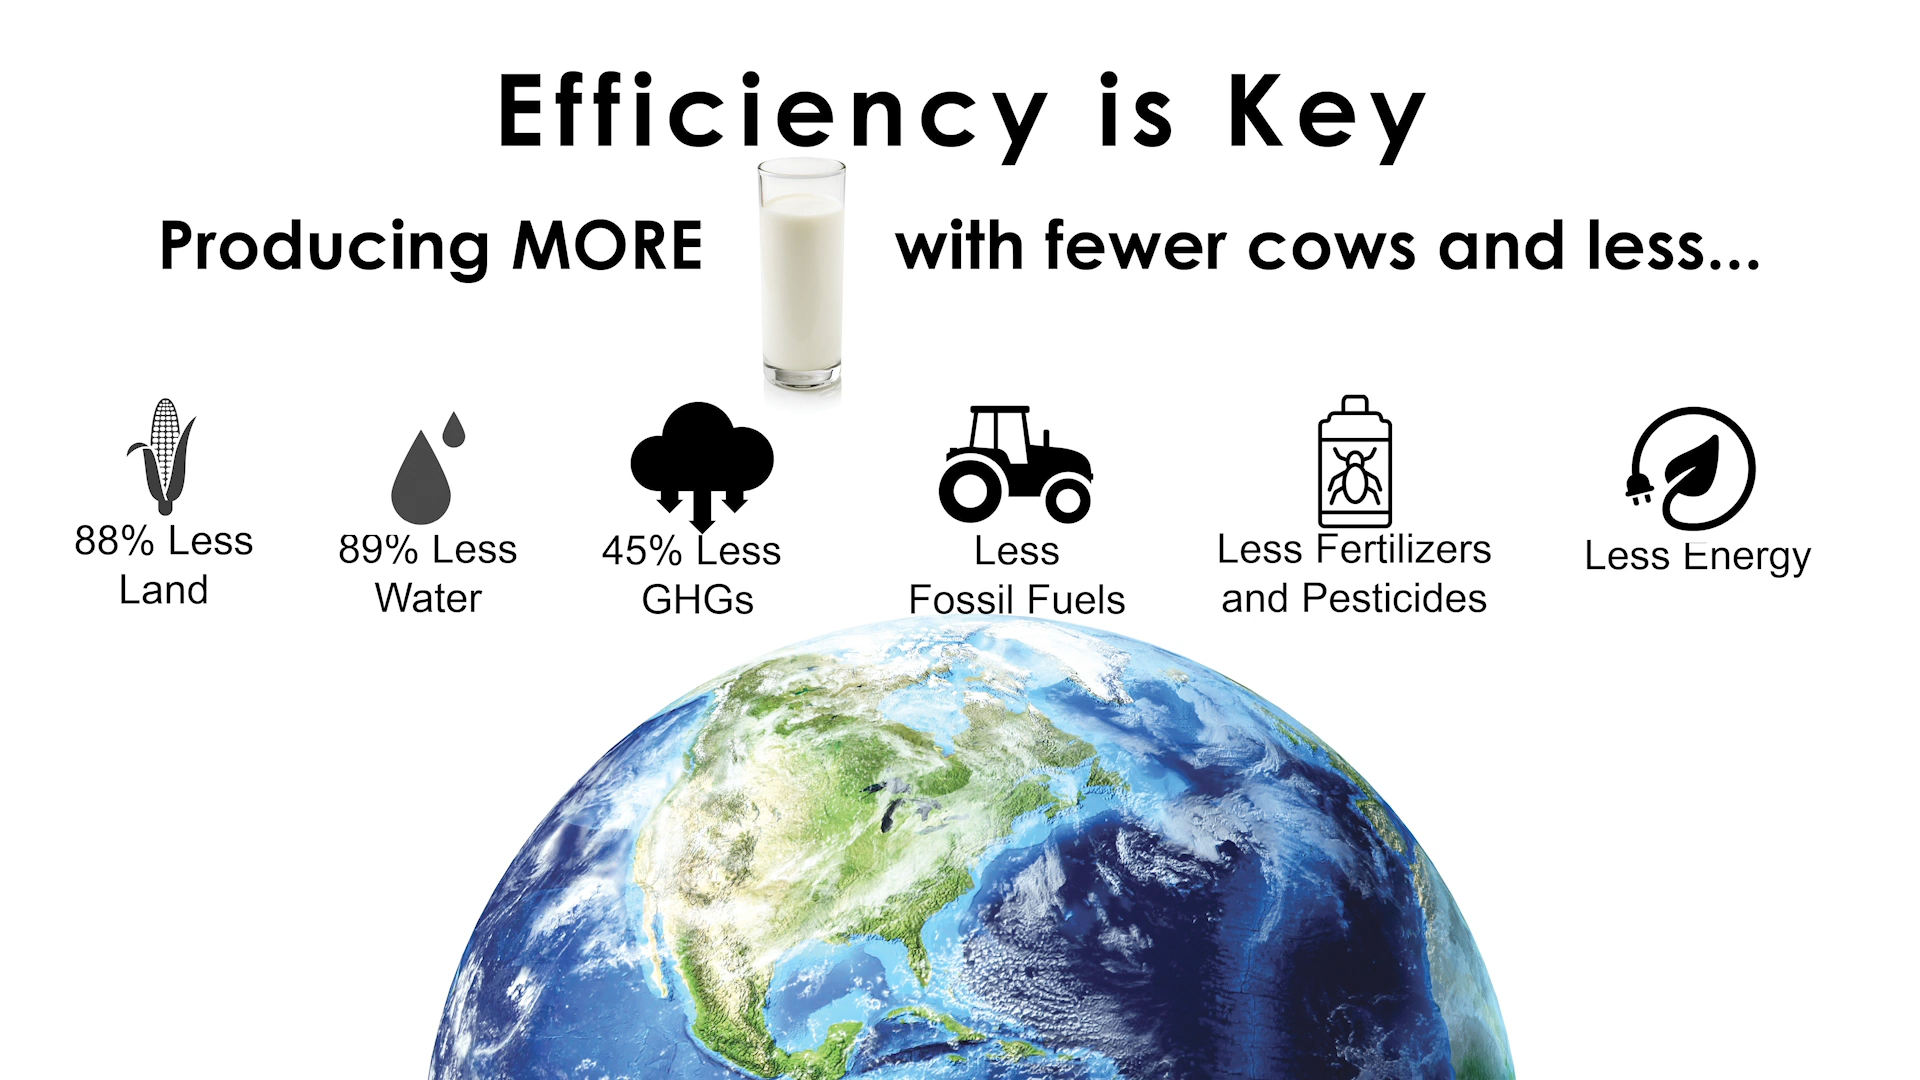 Efficiency is Key
Producing MORE with fewer cows and less...
88% Less
Land
89% Less
Water
45% Less
GHGs
Less
Fossil Fuels
Less Fertilizers
and Pesticides
Less Energy